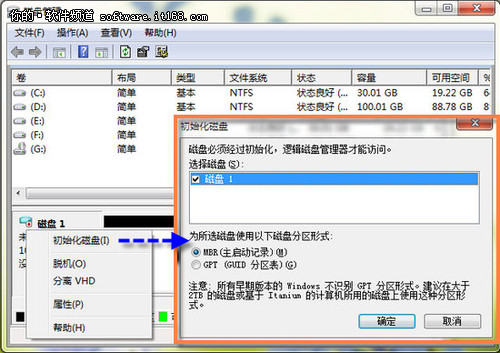 你的·软件频道 software.it168.com
文件(F) 操作(A) 查看(V) 帮助(H)
卷 布局 类型 文件系统 状态 容量 可用空间 %
(C:) 简单 基本 NTFS 状态良好 (... 30.01 GB 19.22 GB 6
(D:) 简单 基本 NTFS 状态良好 (... 100.01 GB 88.78 GB 8
(E:) 简单
(F:) 简单
(G:) 简单
初始化磁盘
磁盘必须经过初始化，逻辑磁盘管理器才能访问。
选择磁盘(S):
磁盘 1
为所选磁盘使用以下磁盘分区形式:
MBR(主启动记录)(M)
GPT (GUID 分区表)(G)
注意: 所有早期版本的 Windows 不识别 GPT 分区形式。建议在大于
2TB 的磁盘或基于 Itanium 的计算机所用的磁盘上使用这种分区形
式。
确定 取消
磁盘 1
初始化磁盘(I)
脱机(O)
分离 VHD
属性(P)
帮助(H)